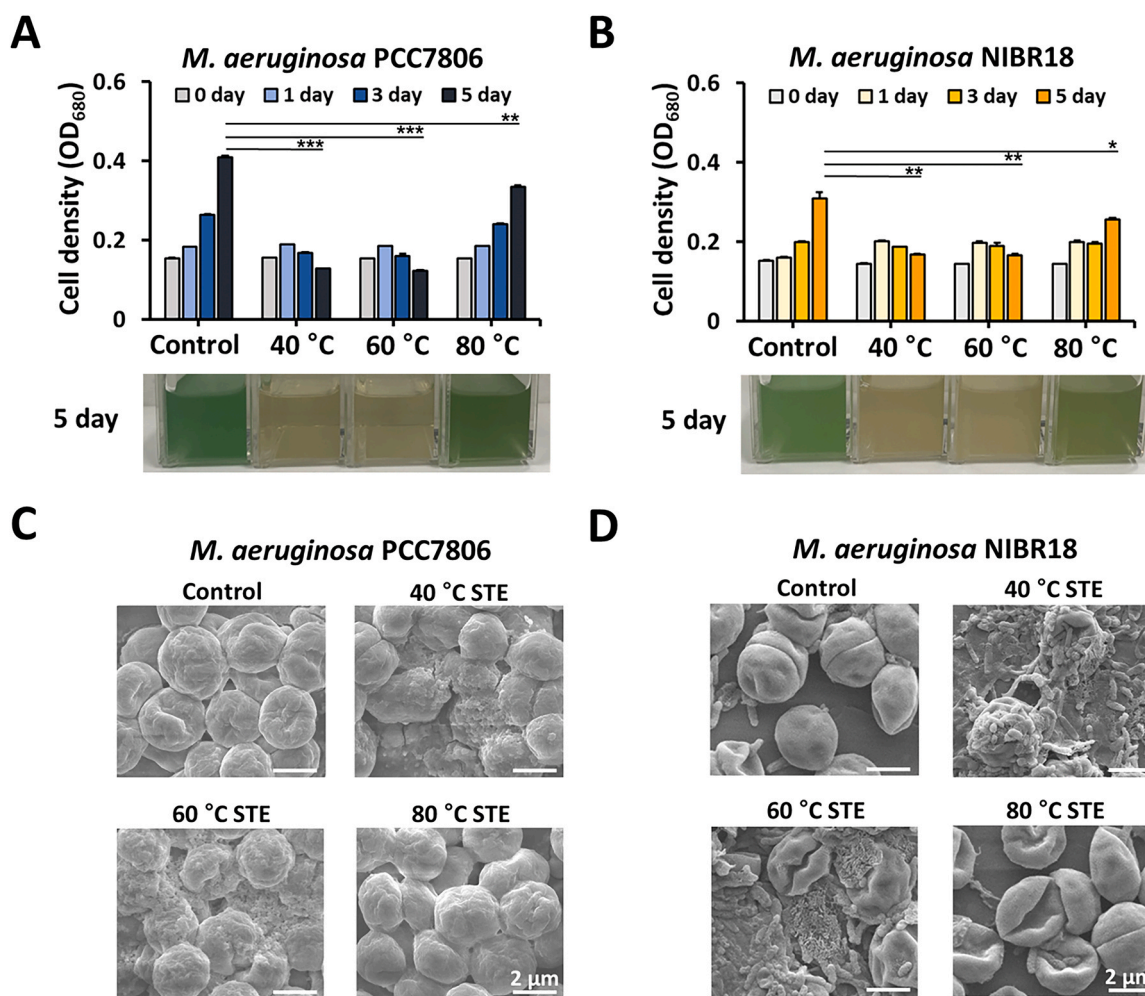 A
M. aeruginosa PCC7806
0.6
0.4
0.2
0
Cell density (OD680)
0 day 1 day 3 day 5 day
**
***
***
Control 40 °C 60 °C 80 °C
5 day
B
M. aeruginosa NIBR18
0.6
0.4
0.2
0
Cell density (OD680)
0 day 1 day 3 day 5 day
*
**
**
Control 40 °C 60 °C 80 °C
5 day
C
M. aeruginosa PCC7806
Control 40 °C STE
60 °C STE 80 °C STE
2 µm
D
M. aeruginosa NIBR18
Control 40 °C STE
60 °C STE 80 °C STE
2 µm